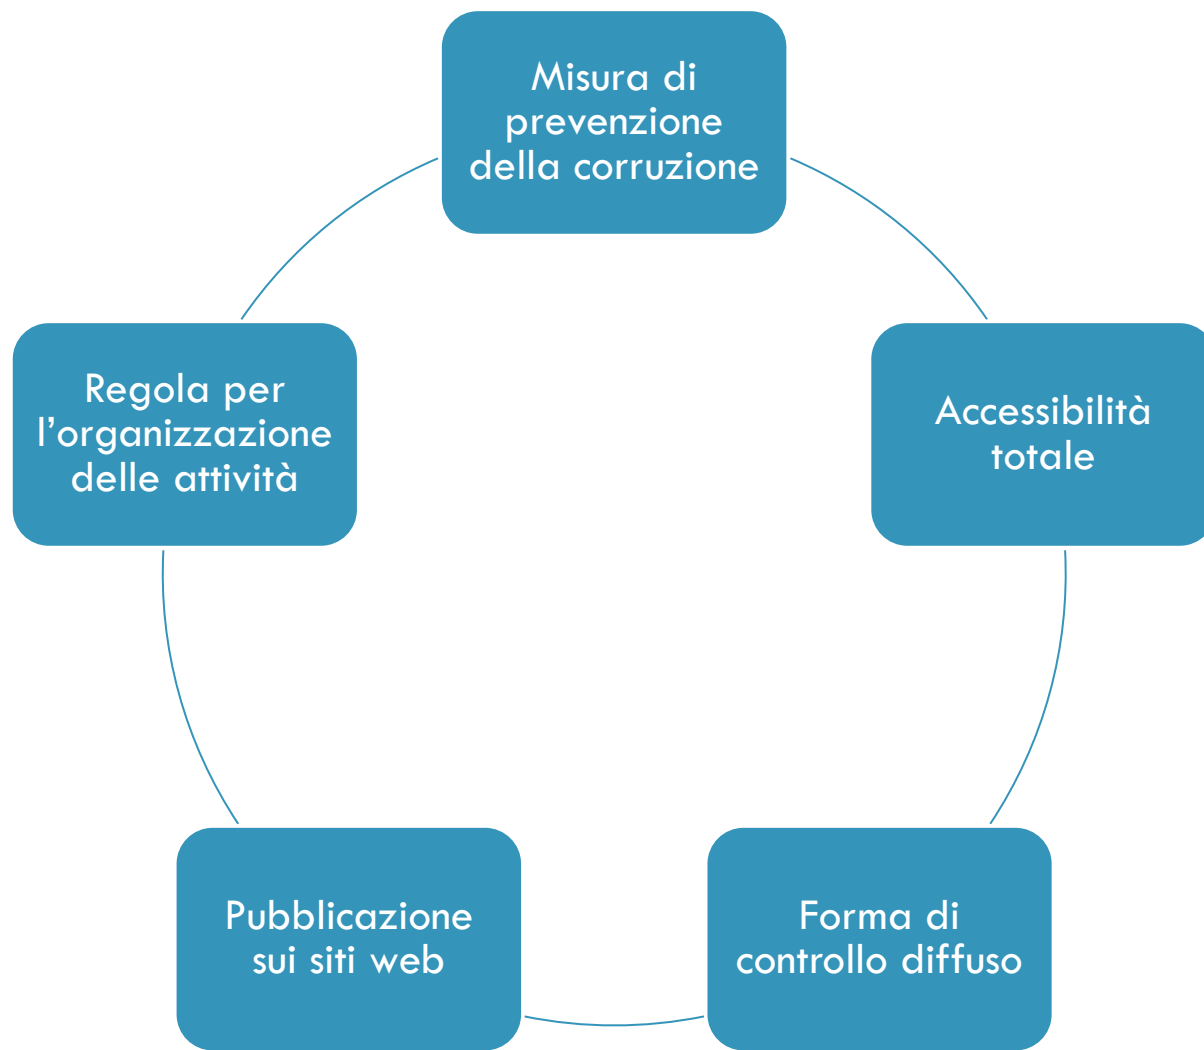 Misura di
prevenzione
della corruzione
Accessibilità
totale
Forma di
controllo diffuso
Pubblicazione
sui siti web
Regola per
l’organizzazione
delle attività